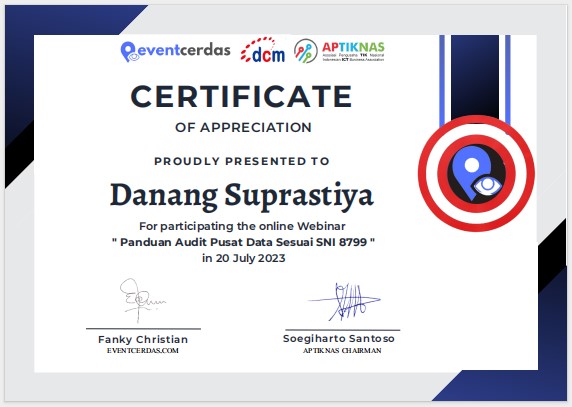 eventcerdas dcm APTIKNAS
Asosiasi Pengusaha TIK Nasional
Indonesian ICT Business Association
CERTIFICATE
OF APPRECIATION
PROUDLY PRESENTED TO
Danang Suprastiya
For participating the online Webinar
" Panduan Audit Pusat Data Sesuai SNI 8799 "
in 20 July 2023
Fanky Christian Soegiharto Santoso
EVENTCERDAS.COM APTIKNAS CHAIRMAN